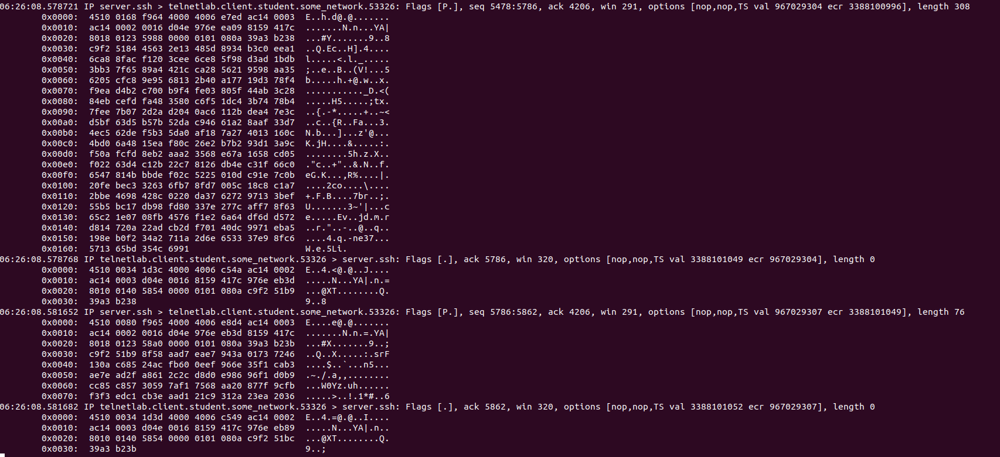 06:26:08.578721 IP server.ssh > telnetlab.client.student.some_network.53326: Flags [P.], seq 5478:5786, ack 4206, win 291, options [nop,nop,TS val 967029304 ecr 3388100996], length 308
0x0000:  4510 0168 f964 4000 4006 e7ed ac14 0003  E..h.d@.@.......
0x0010:  ac14 0002 0016 d04e 976e ea09 8159 417c  .......N.n...YA|
0x0020:  8018 0123 5988 0000 0101 080a 39a3 b238  ...#Y.......9..8
0x0030:  c9f2 5184 4563 2e13 485d 8934 b3c0 eea1  ..Q.Ec..H].4....
0x0040:  6ca8 8fac f120 3cee 6ce8 5f98 d3ad 1bdb  l.....<.l._.....
0x0050:  3bb3 7f65 89a4 421c ca28 5621 9598 aa35  ;..e..B..(V!...5
0x0060:  6205 cfc8 9e95 6813 2b40 a177 19d3 78f4  b.....h.+@.w..x.
0x0070:  f9ea d4b2 c700 b9f4 fe03 805f 44ab 3c28  ..........._D.<(
0x0080:  84eb cefd fa48 3580 c6f5 1dc4 3b74 78b4  .....H5.....;tx.
0x0090:  7fee 7b07 2d2a d204 0ac6 112b dea4 7e3c  ..{.-*.....+..~<
0x00a0:  d5bf 63d5 b57b 52da c946 61a2 8aaf 33d7  ..c..{R..Fa...3.
0x00b0:  4ec5 62de f5b3 5da0 af18 7a27 4013 160c  N.b...]...z'@...
0x00c0:  4bd0 6a48 15ea f80c 26e2 b7b2 93d1 3a9c  K.jH....&.....:.
0x00d0:  f50a fcfd 8eb2 aaa2 3568 e67a 1658 cd05  ........5h.z.X..
0x00e0:  f022 63d4 c12b 22c7 8126 db4e c31f 66c0  ."c..+"..&.N..f.
0x00f0:  6547 814b bbde f02c 5225 010d c91e 7c0b  eG.K...,R%....|.
0x0100:  20fe bec3 3263 6fb7 8fd7 005c 18c8 c1a7  ....2co....\....
0x0110:  2bbe 4698 428c 0220 da37 6272 9713 3bef  +.F.B....7br..;.
0x0120:  55b5 bc17 db98 fd80 337e 277c aff7 8f63  U.......3~'|...c
0x0130:  65c2 1e07 08fb 4576 f1e2 6a64 df6d d572  e.....Ev..jd.m.r
0x0140:  d814 720a 22ad cb2d f701 40dc 9971 eba5  ..r."..-..@..q..
0x0150:  198e b0f2 34a2 711a 2d6e 6533 37e9 8fc6  ....4.q.-ne37...
0x0160:  5713 65bd 354c 6991  W.e.5Li.
06:26:08.578768 IP telnetlab.client.student.some_network.53326 > server.ssh: Flags [.], ack 5786, win 320, options [nop,nop,TS val 3388101049 ecr 967029304], length 0
0x0000:  4510 0034 1d3c 4000 4006 c54a ac14 0002  E..4.<@.@..J....
0x0010:  ac14 0003 d04e 0016 8159 417c 976e eb3d  .....N...YA|.n.=
0x0020:  8010 0140 5854 0000 0101 080a c9f2 51b9  ...@XT........Q.
0x0030:  39a3 b238  9..8
06:26:08.581652 IP server.ssh > telnetlab.client.student.some_network.53326: Flags [P.], seq 5786:5862, ack 4206, win 291, options [nop,nop,TS val 967029307 ecr 3388101049], length 76
0x0000:  4510 0080 f965 4000 4006 e8d4 ac14 0003  E....e@.@.......
0x0010:  ac14 0002 0016 d04e 976e eb3d 8159 417c  .......N.n.=.YA|
0x0020:  8018 0123 58a0 0000 0101 080a 39a3 b23b  ...#X.......9..;
0x0030:  c9f2 51b9 8f58 aad7 eae7 943a 0173 7246  ..Q..X.....:.srF
0x0040:  130a c685 24ac fb60 0eef 966e 35f1 cab3  ....$..`...n5...
0x0050:  ae7e ad2f a861 2c2c d8d0 e986 96f1 d0b9  .~./.a,,........
0x0060:  cc85 c857 3059 7af1 7568 aa20 877f 9cfb  ...W0Yz.uh......
0x0070:  f3f3 edc1 cb3e aad1 21c9 312a 23ea 2036  .....>..!.1*#..6
06:26:08.581682 IP telnetlab.client.student.some_network.53326 > server.ssh: Flags [.], ack 5862, win 320, options [nop,nop,TS val 3388101052 ecr 967029307], length 0
0x0000:  4510 0034 1d3d 4000 4006 c549 ac14 0002  E..4.=@.@..I....
0x0010:  ac14 0003 d04e 0016 8159 417c 976e eb89  .....N...YA|.n..
0x0020:  8010 0140 5854 0000 0101 080a c9f2 51bc  ...@XT........Q.
0x0030:  39a3 b23b  9..;